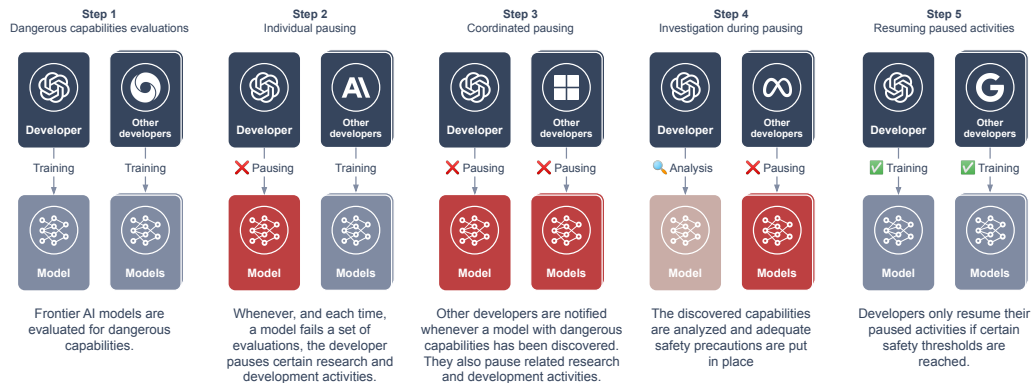 Step 1
Dangerous capabilities evaluations
Developer
Other
developers
Training
Training
Model
Models
Frontier AI models are
evaluated for dangerous
capabilities.
Step 2
Individual pausing
Developer
AI
Other
developers
❌ Pausing
Training
Model
Models
Whenever, and each time,
a model fails a set of
evaluations, the developer
pauses certain research and
development activities.
Step 3
Coordinated pausing
Developer
Other
developers
❌ Pausing
❌ Pausing
Model
Models
Other developers are notified
whenever a model with dangerous
capabilities has been discovered.
They also pause related research
and development activities.
Step 4
Investigation during pausing
Developer
Other
developers
🔍 Analysis
❌ Pausing
Model
Models
The discovered capabilities
are analyzed and adequate
safety precautions are put
in place
Step 5
Resuming paused activities
Developer
G
Other
developers
✅ Training
✅ Training
Model
Models
Developers only resume their
paused activities if certain
safety thresholds are
reached.